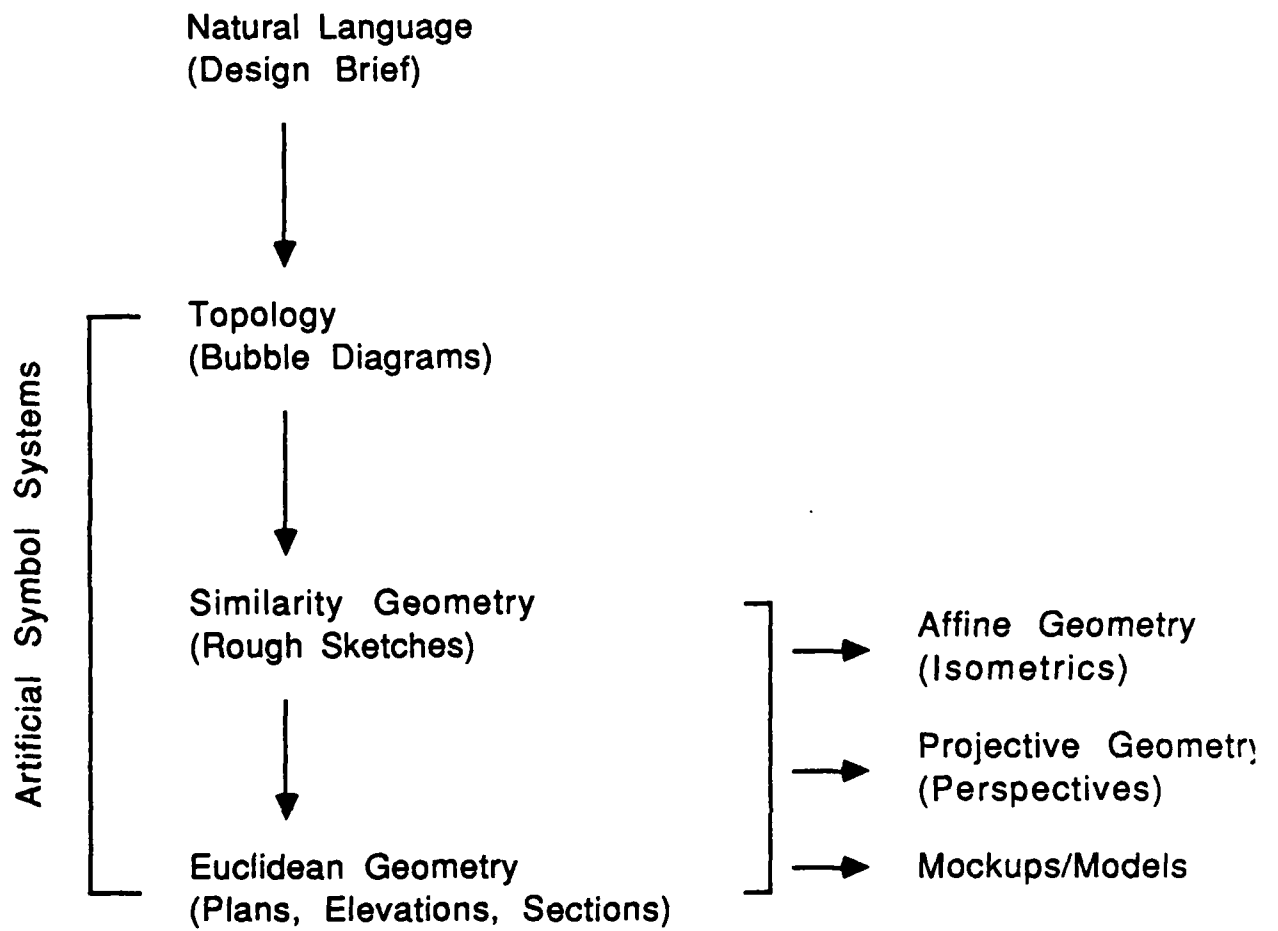 Natural Language
(Design Brief)
Topology
(Bubble Diagrams)
Artificial Symbol Systems
Similarity Geometry
(Rough Sketches)
Euclidean Geometry
(Plans, Elevations, Sections)
Affine Geometry
(Isometrics)
Projective Geometry
(Perspectives)
Mockups/Models